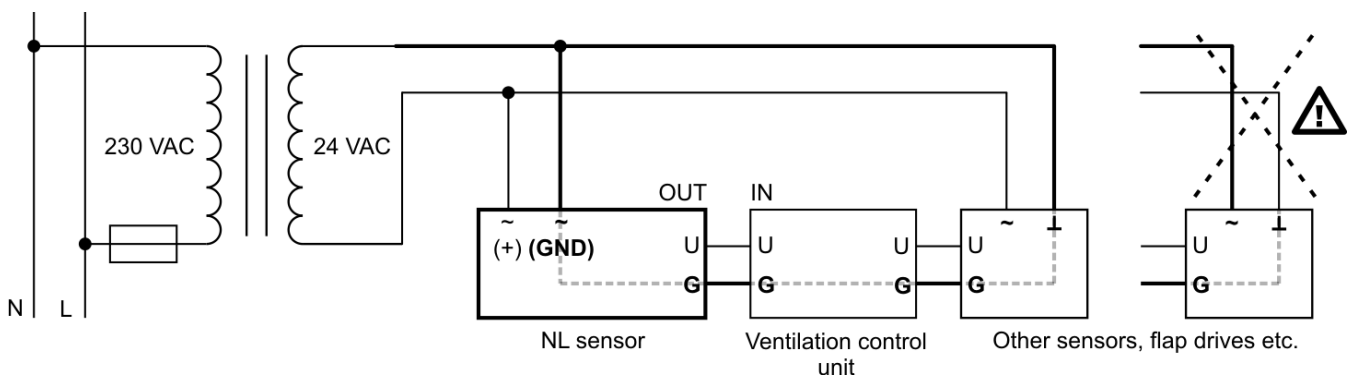 230 VAC
24 VAC
N L
OUT IN
~ ~ ~ ⊥ ~ ⊥
(+) (GND) U U U U U
G G G G G
NL sensor
Ventilation control
unit
Other sensors, flap drives etc.
!